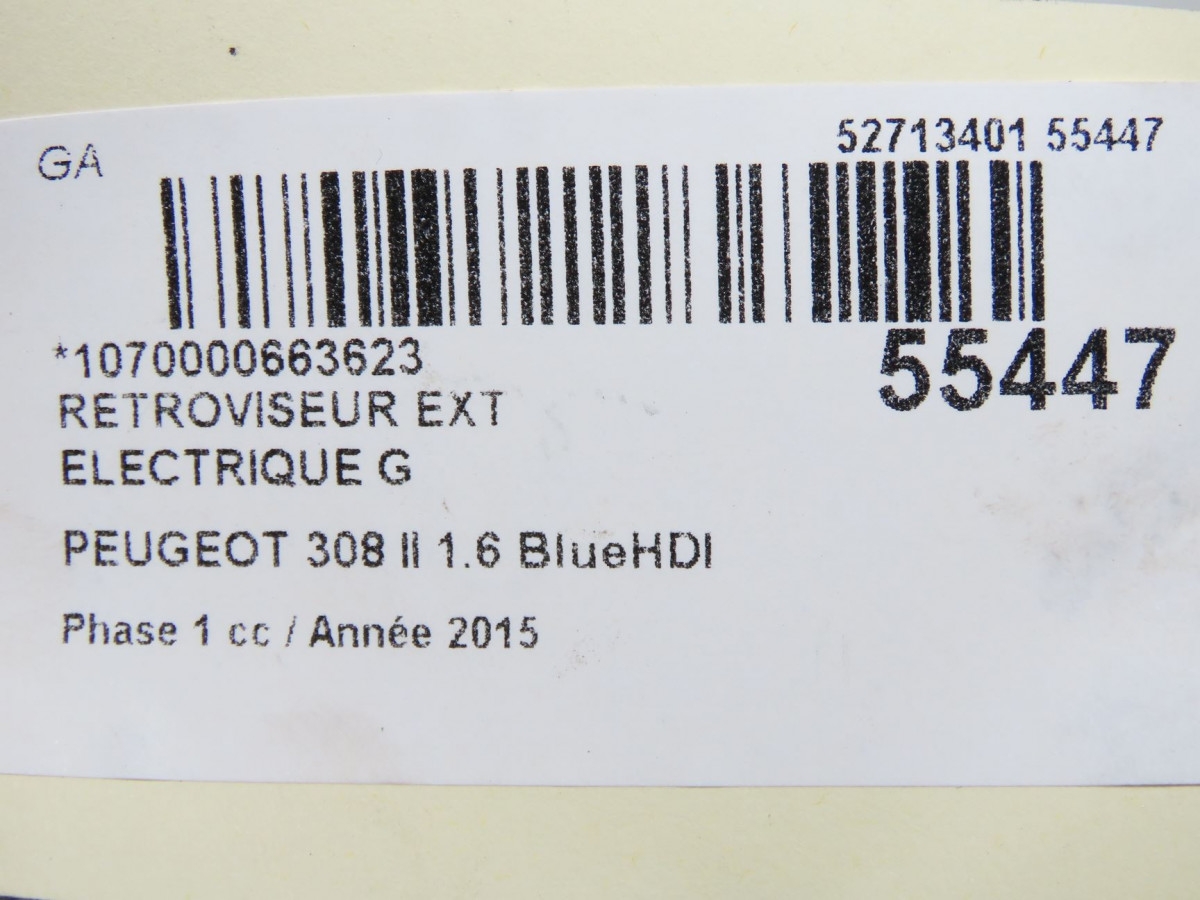 GA
52713401 55447
*1070000663623
55447
RETROVISEUR EXT
ELECTRIQUE G
PEUGEOT 308 II 1.6 BlueHDI
Phase 1 cc / Année 2015